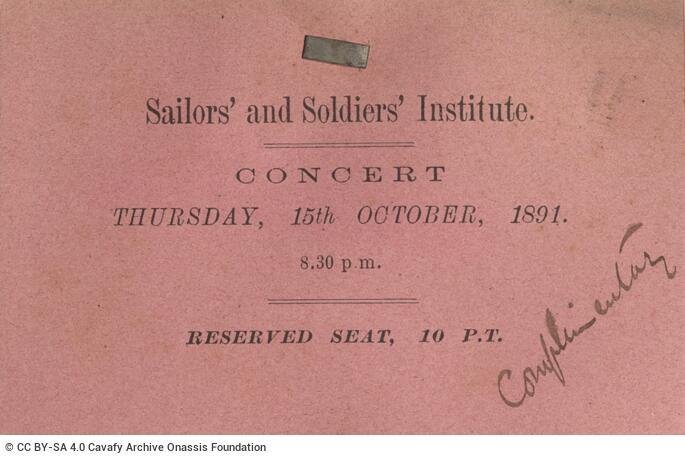 Sailors' and Soldiers' Institute.
CONCERT
THURSDAY, 15th OCTOBER, 1891.
8.30 p.m.
RESERVED SEAT, 10 P.T.
Complimentary
© CC BY-SA 4.0 Cavafy Archive Onassis Foundation